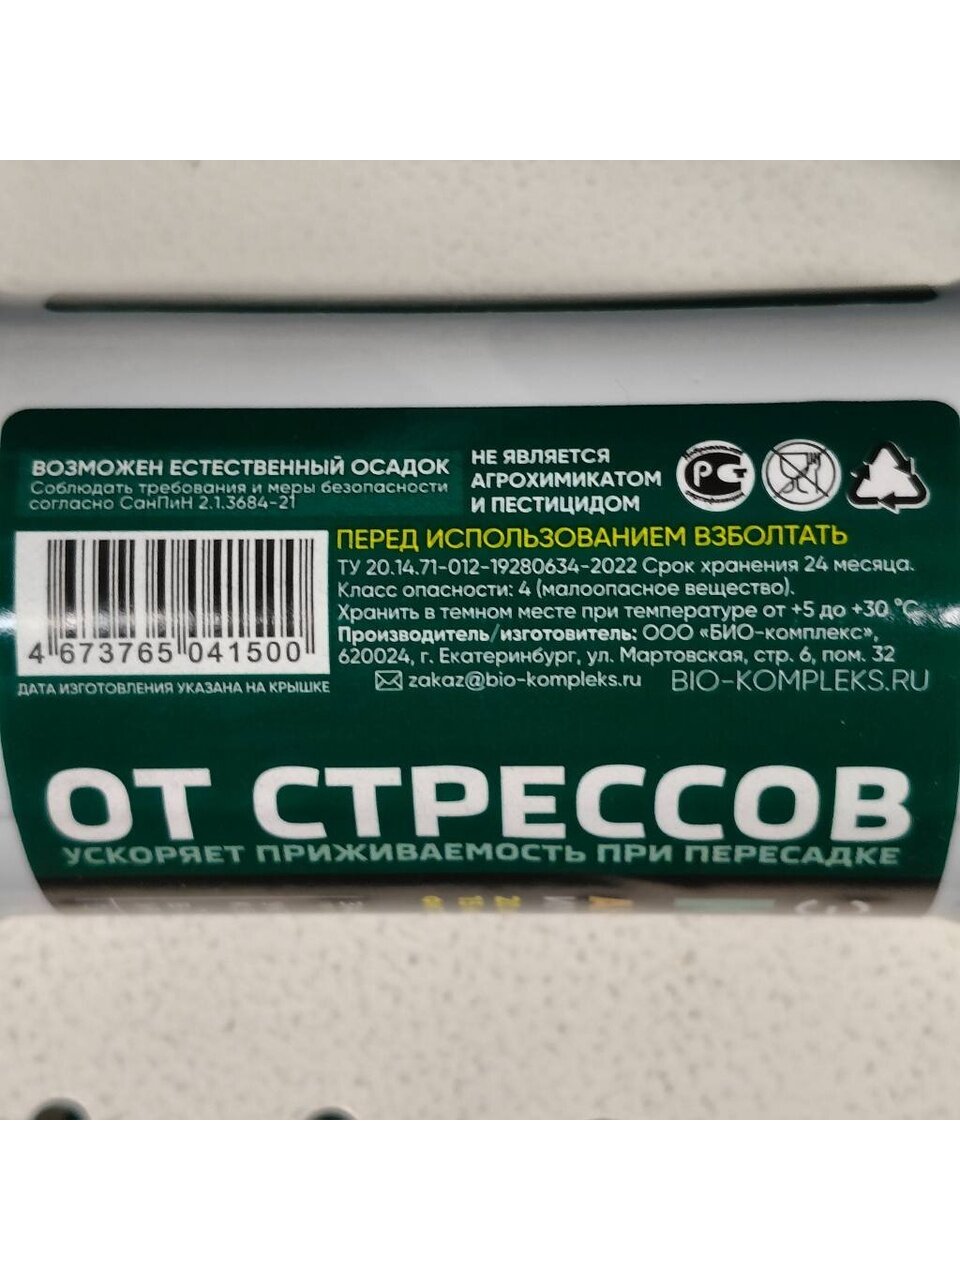 ВОЗМОЖЕН ЕСТЕСТВЕННЫЙ ОСАДОК
Соблюдать требования и меры безопасности
согласно СанПиН 2.1.3684-21
НЕ ЯВЛЯЕТСЯ
АГРОХИМИКАТОМ
И ПЕСТИЦИДОМ
РСТ
4 673765 041500
ДАТА ИЗГОТОВЛЕНИЯ УКАЗАНА НА КРЫШКЕ
ПЕРЕД ИСПОЛЬЗОВАНИЕМ ВЗБОЛТАТЬ
ТУ 20.14.71-012-19280634-2022 Срок хранения 24 месяца.
Класс опасности: 4 (малоопасное вещество).
Хранить в темном месте при температуре от +5 до +30 °С
Производитель/изготовитель: ООО «БИО-комплекс»,
620024, г. Екатеринбург, ул. Мартовская, стр. 6, пом. 32
zakaz@bio-kompleks.ru BIO-KOMPLEKS.RU
ОТ СТРЕССОВ
УСКОРЯЕТ ПРИЖИВАЕМОСТЬ ПРИ ПЕРЕСАДКЕ